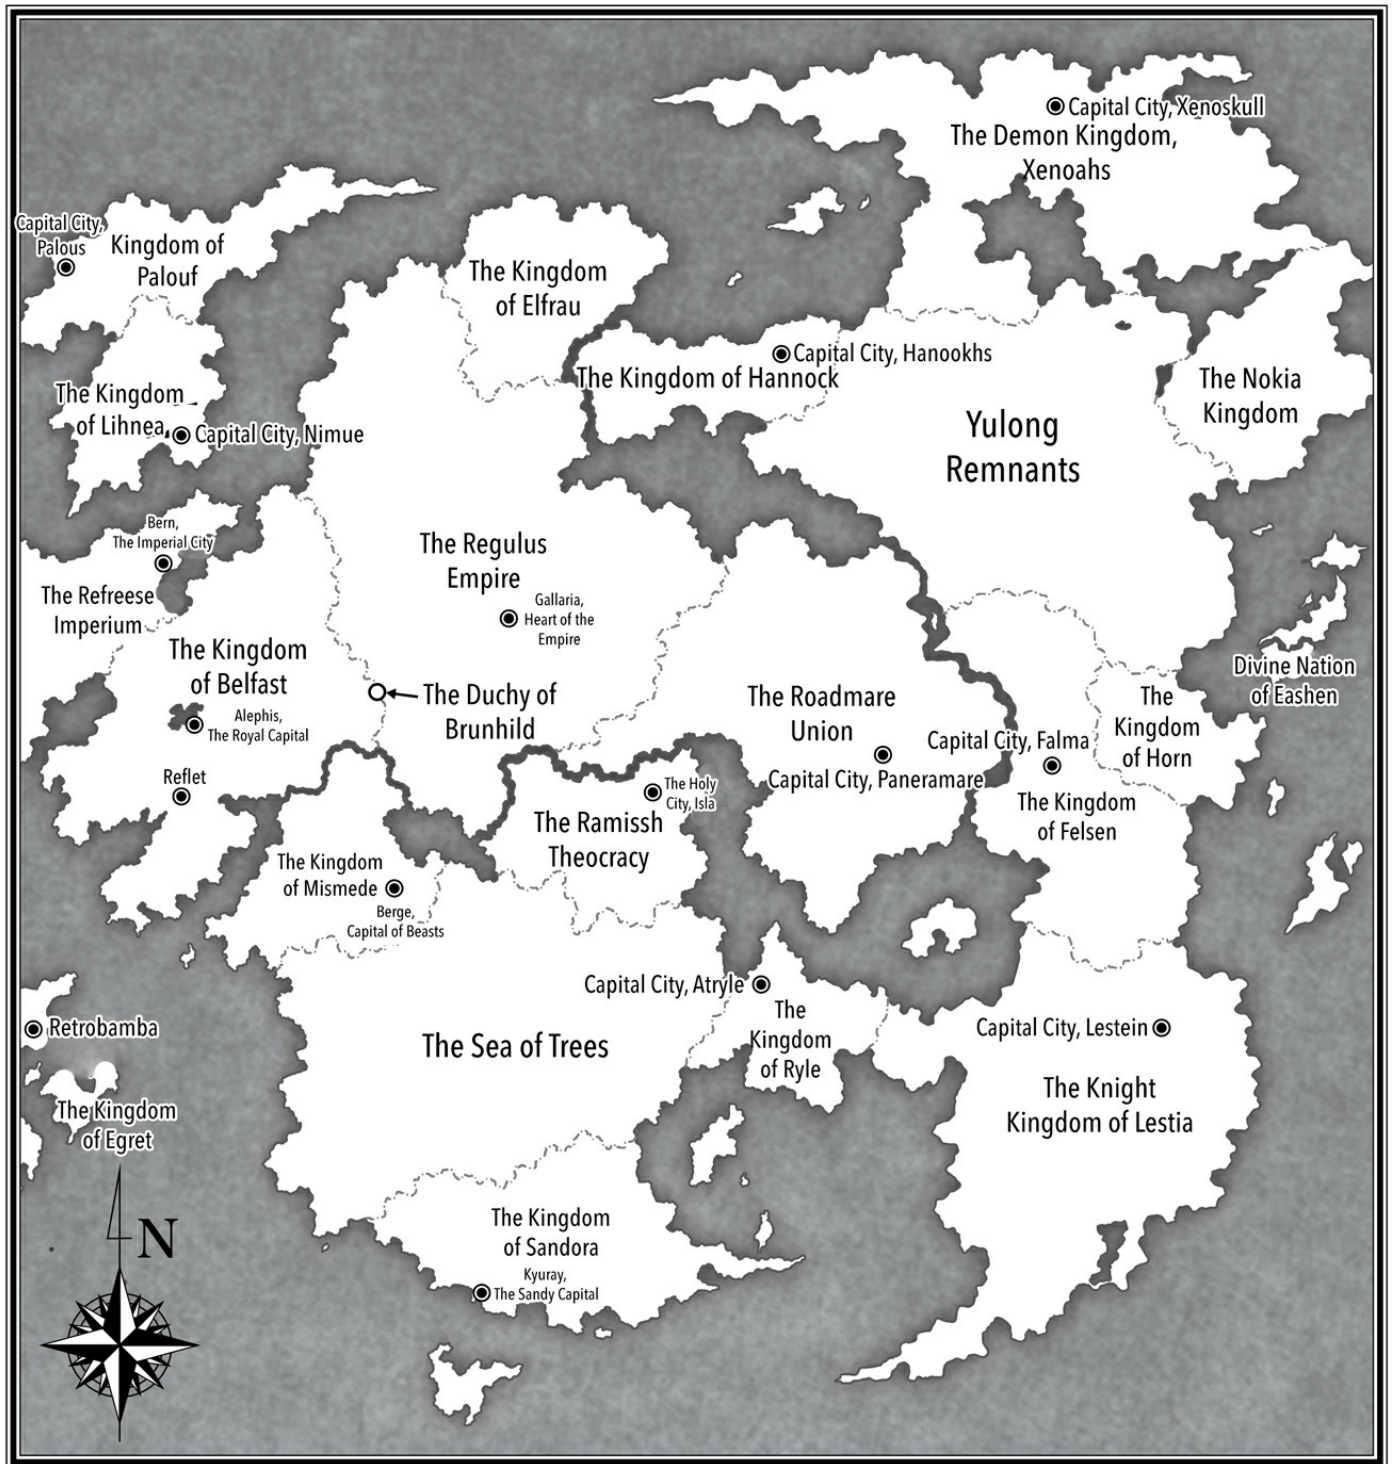 Capital City, Xenoskull
The Demon Kingdom,
Xenoahs
Capital City,
Palous
Kingdom of
Palouf
The Kingdom
of Elfrau
Capital City, Hanookhs
The Kingdom of Hannock
The Nokia
Kingdom
The Kingdom
of Lihnea
Capital City, Nimue
Yulong
Remnants
Bern,
The Imperial City
The Refreese
Imperium
The Regulus
Empire
Gallaria,
Heart of the
Empire
The Kingdom
of Belfast
Alephis,
The Royal Capital
The Duchy of
Brunhild
The Roadmare
Union
Capital City, Paneramare
Capital City, Falma
The Kingdom
of Felsen
The
Kingdom
of Horn
Divine Nation
of Eashen
Reflet
The Holy
City, Isla
The Ramissh
Theocracy
The Kingdom
of Mismede
Berge,
Capital of Beasts
Capital City, Atryle
The
Kingdom
of Ryle
Capital City, Lestein
The Knight
Kingdom of Lestia
The Sea of Trees
Retrobamba
The Kingdom
of Egret
The Kingdom
of Sandora
Kyuray,
The Sandy Capital
N